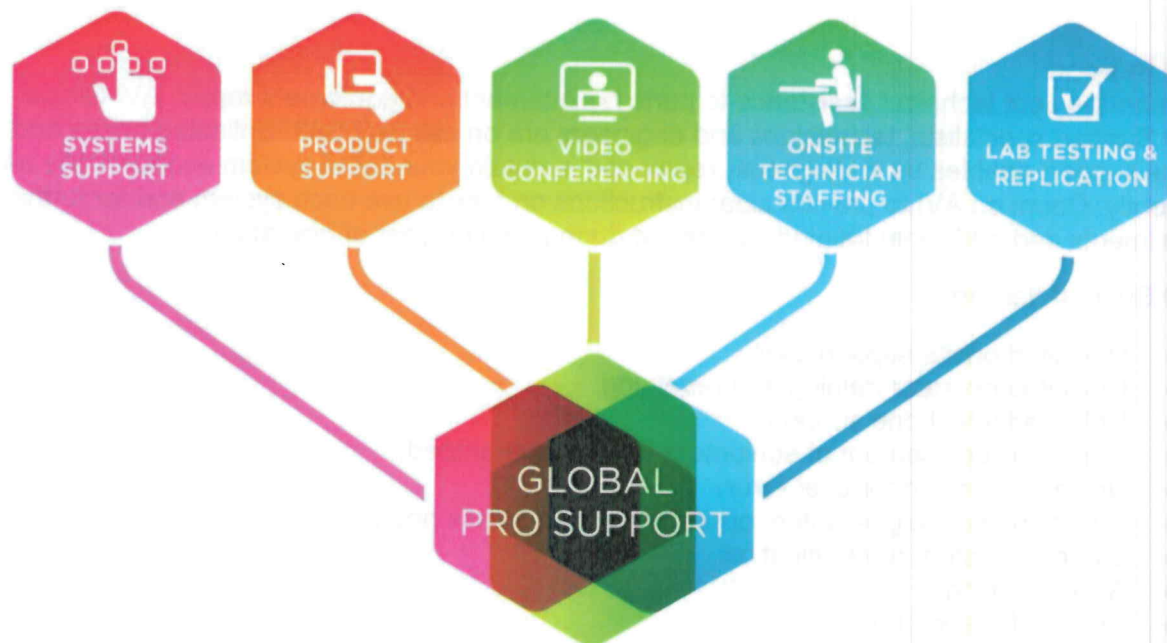 SYSTEMS
SUPPORT
PRODUCT
SUPPORT
VIDEO
CONFERENCING
ONSITE
TECHNICIAN
STAFFING
LAB TESTING &
REPLICATION
GLOBAL
PRO SUPPORT